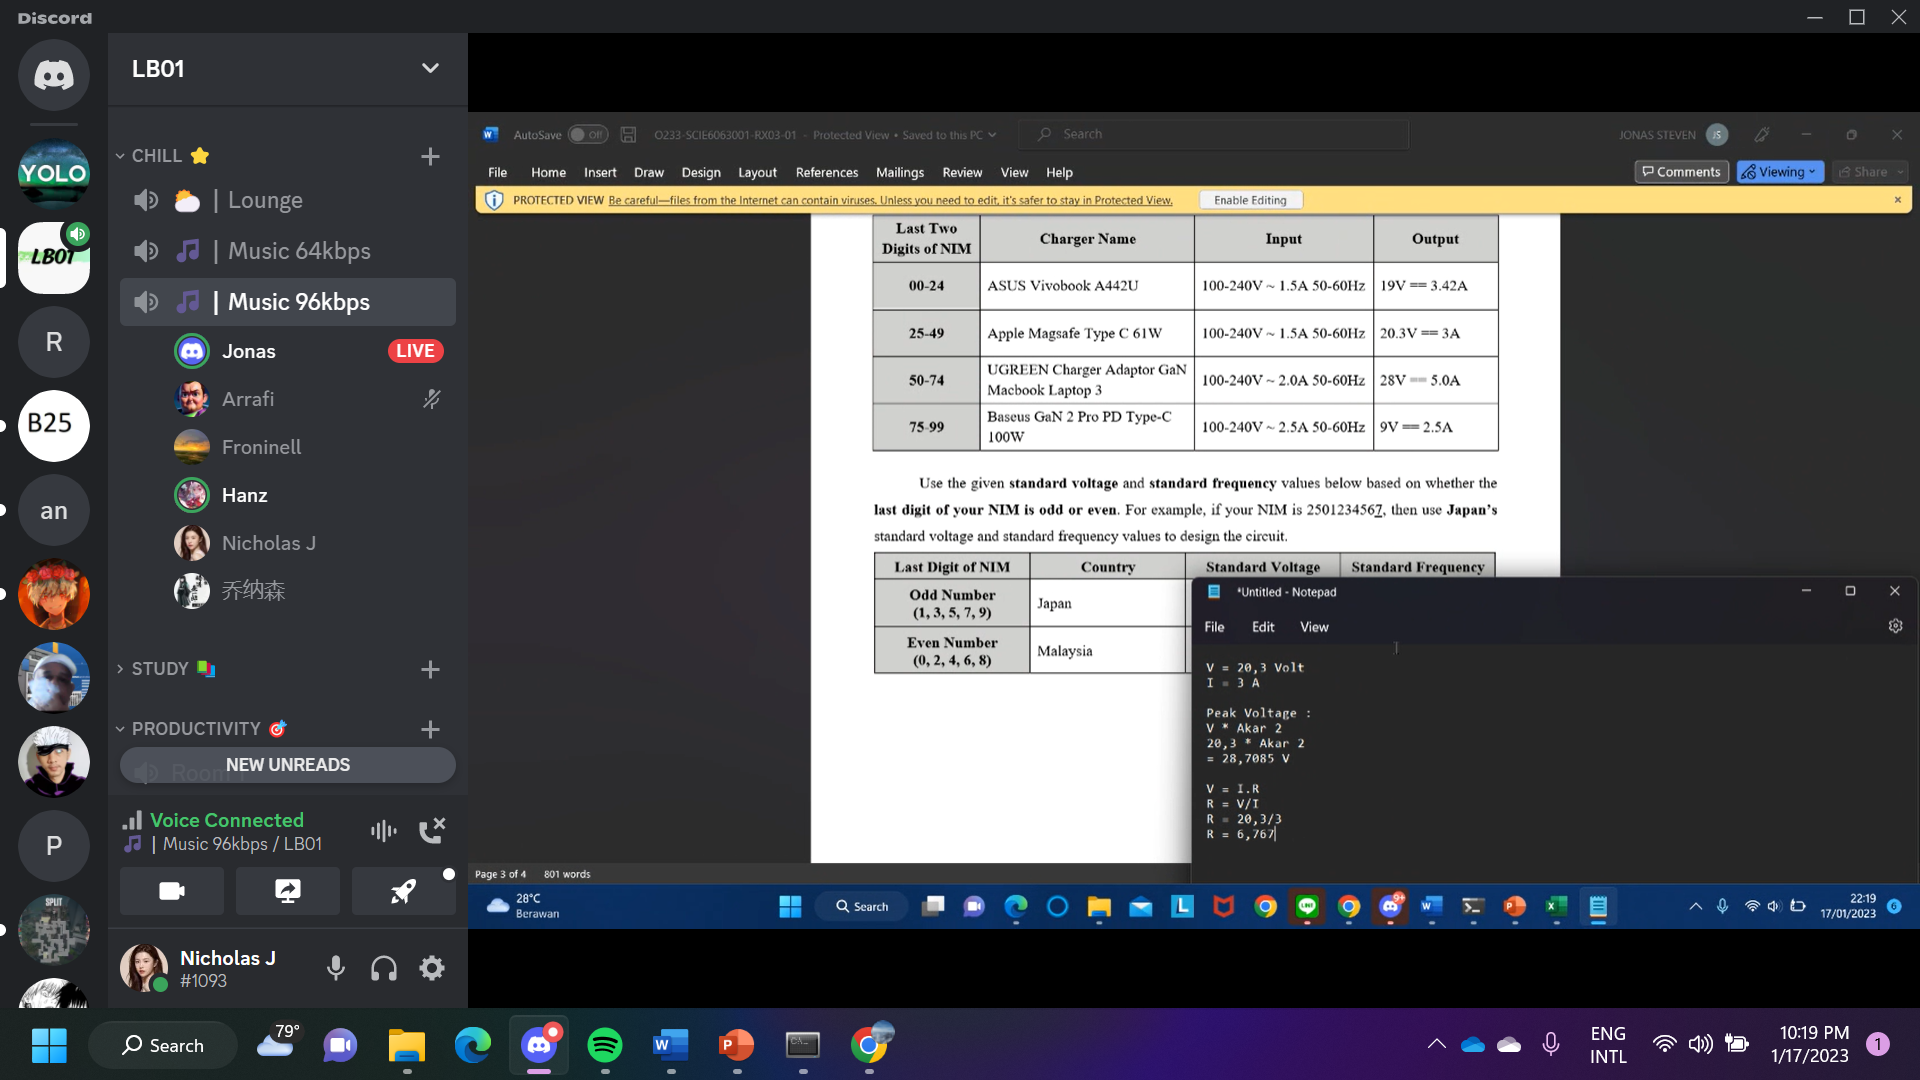 Discord
YOLO
LB01
R
B25
an
P
SPLIT
LB01
CHILL ⭐
| Lounge
| Music 64kbps
| Music 96kbps
Jonas
LIVE
Arrafi
Froninell
Hanz
Nicholas J
乔纳森
STUDY
PRODUCTIVITY
Room
NEW UNREADS
Voice Connected
| Music 96kbps / LB01
Nicholas J
#1093
AutoSave Off O233-SCIE6063001-RX03-01 - Protected View • Saved to this PC
Search
JONAS STEVEN JS
File Home Insert Draw Design Layout References Mailings Review View Help
Comments Viewing Share
PROTECTED VIEW Be careful—files from the Internet can contain viruses. Unless you need to edit, it's safer to stay in Protected View.
Enable Editing
Last Two Digits of NIM Charger Name Input Output
00-24 ASUS Vivobook A442U 100-240V ~ 1.5A 50-60Hz 19V == 3.42A
25-49 Apple Magsafe Type C 61W 100-240V ~ 1.5A 50-60Hz 20.3V == 3A
50-74 UGREEN Charger Adaptor GaN Macbook Laptop 3 100-240V ~ 2.0A 50-60Hz 28V == 5.0A
75-99 Baseus GaN 2 Pro PD Type-C 100W 100-240V ~ 2.5A 50-60Hz 9V == 2.5A
Use the given standard voltage and standard frequency values below based on whether the
last digit of your NIM is odd or even. For example, if your NIM is 2501234567, then use Japan's
standard voltage and standard frequency values to design the circuit.
Last Digit of NIM Country Standard Voltage Standard Frequency
Odd Number
(1, 3, 5, 7, 9)
Japan
Even Number
(0, 2, 4, 6, 8)
Malaysia
*Untitled - Notepad
File Edit View
V = 20,3 Volt
I = 3 A
Peak Voltage :
V * Akar 2
20,3 * Akar 2
= 28,7085 V
V = I.R
R = V/I
R = 20,3/3
R = 6,767
Page 3 of 4 801 words
28°C
Berawan
Search
9+
22:19
17/01/2023
6
79°
Search
ENG
INTL
10:19 PM
1/17/2023
1